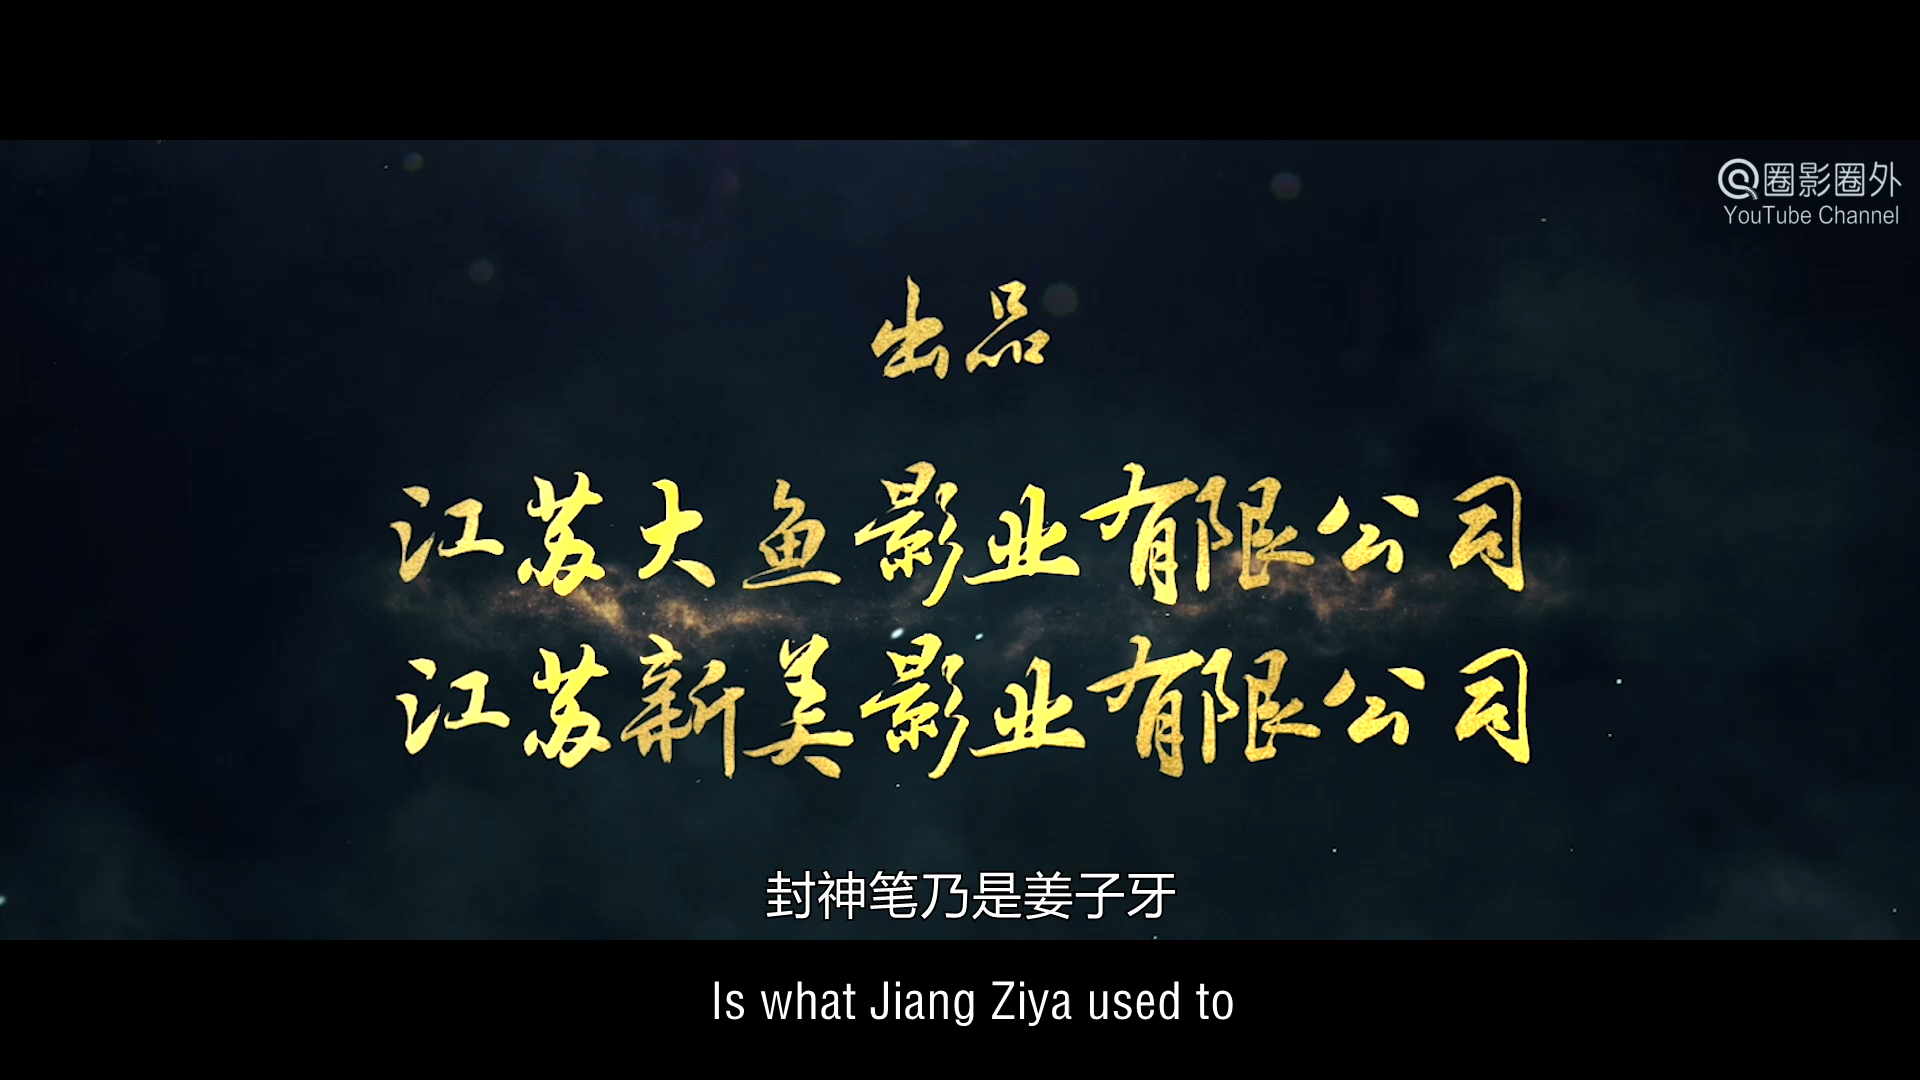 圈影圈外
YouTube Channel
出品
江苏大鱼影业有限公司
江苏新美影业有限公司
封神笔乃是姜子牙
Is what Jiang Ziya used to